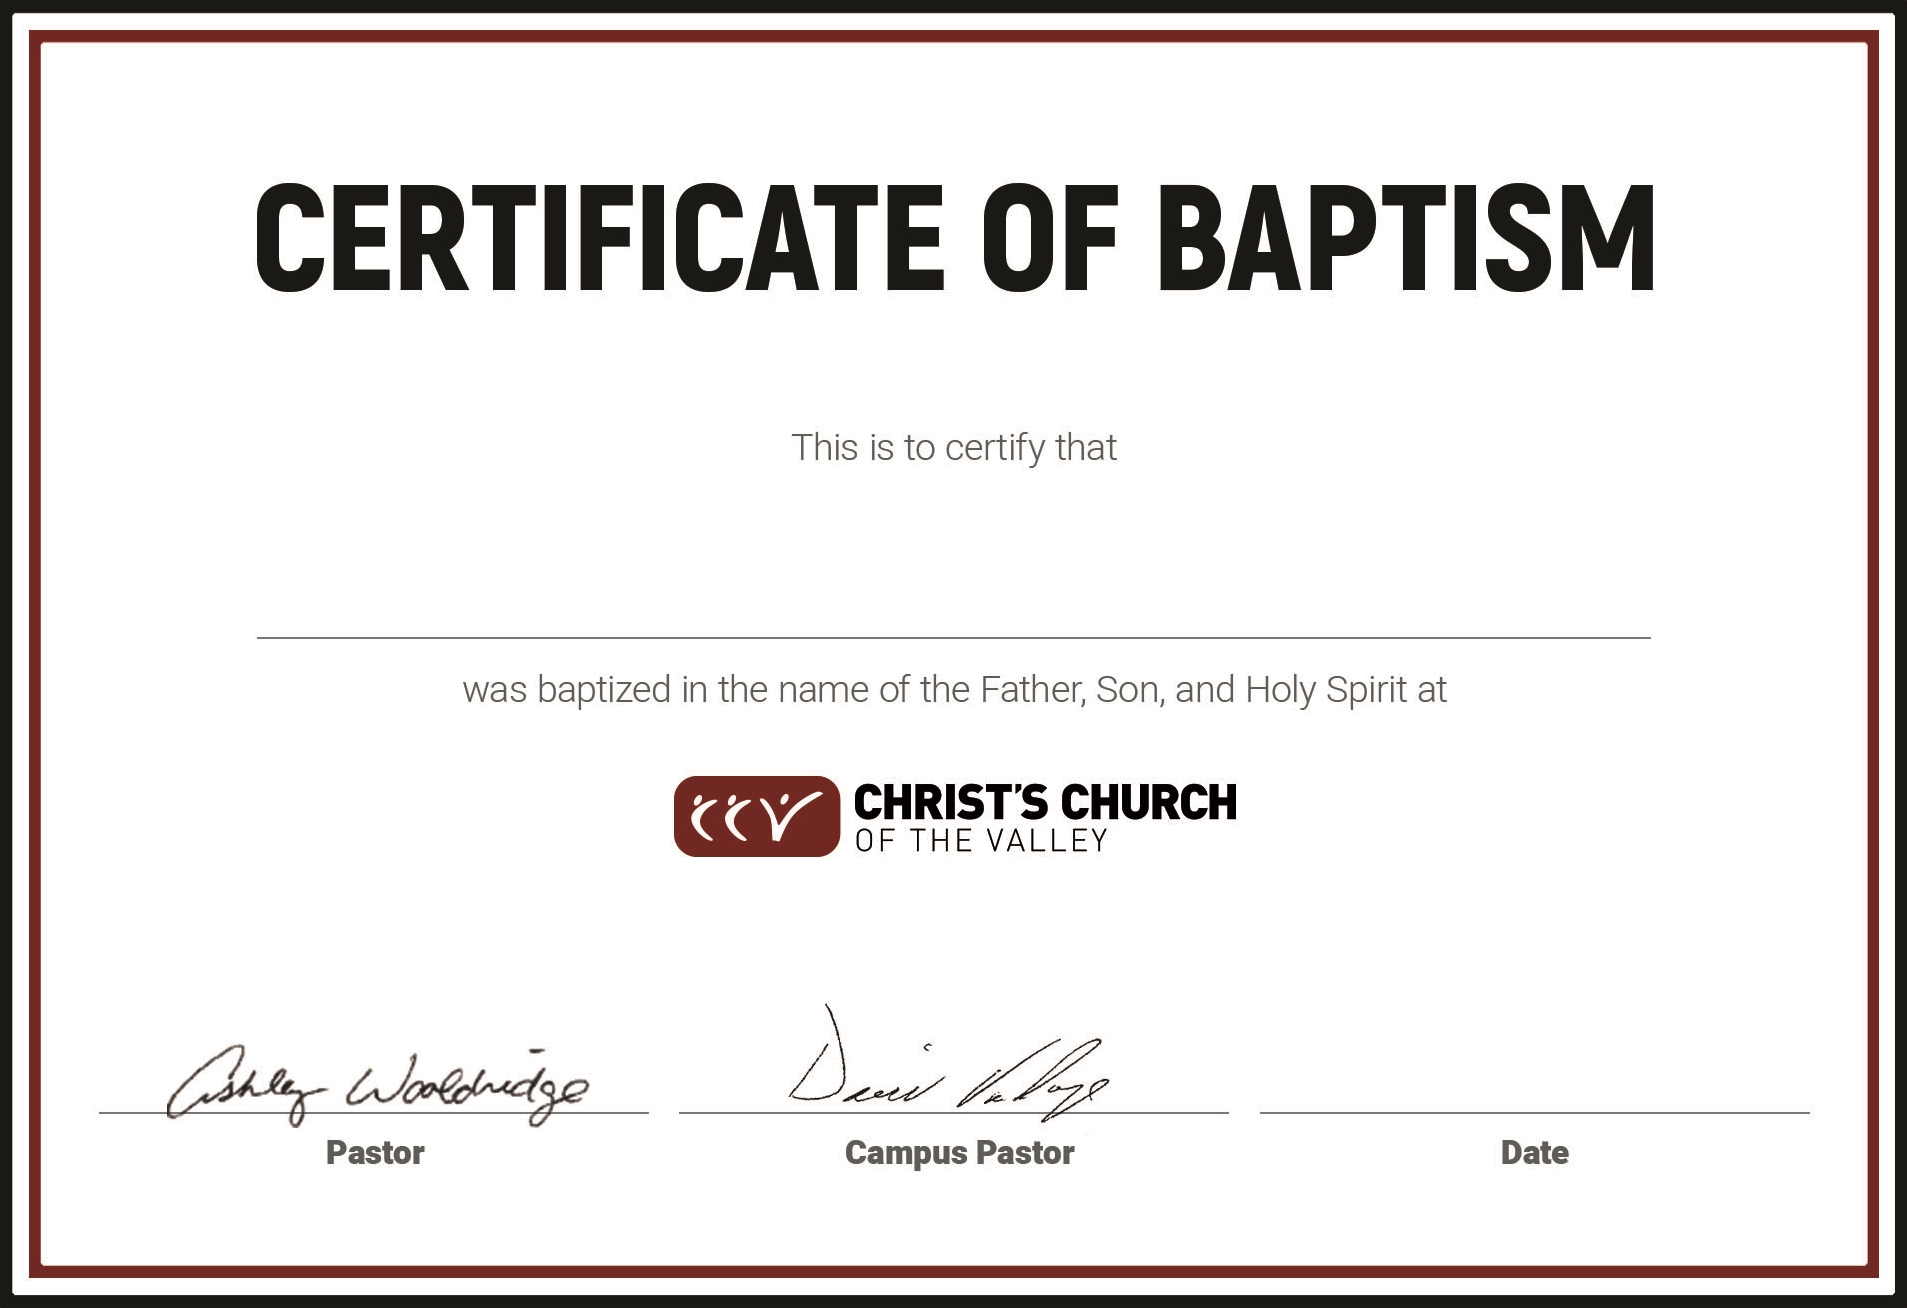 CERTIFICATE OF BAPTISM
This is to certify that
was baptized in the name of the Father, Son, and Holy Spirit at
CCV CHRIST'S CHURCH
OF THE VALLEY
Ashley Wooldridge
Pastor
Campus Pastor
Date